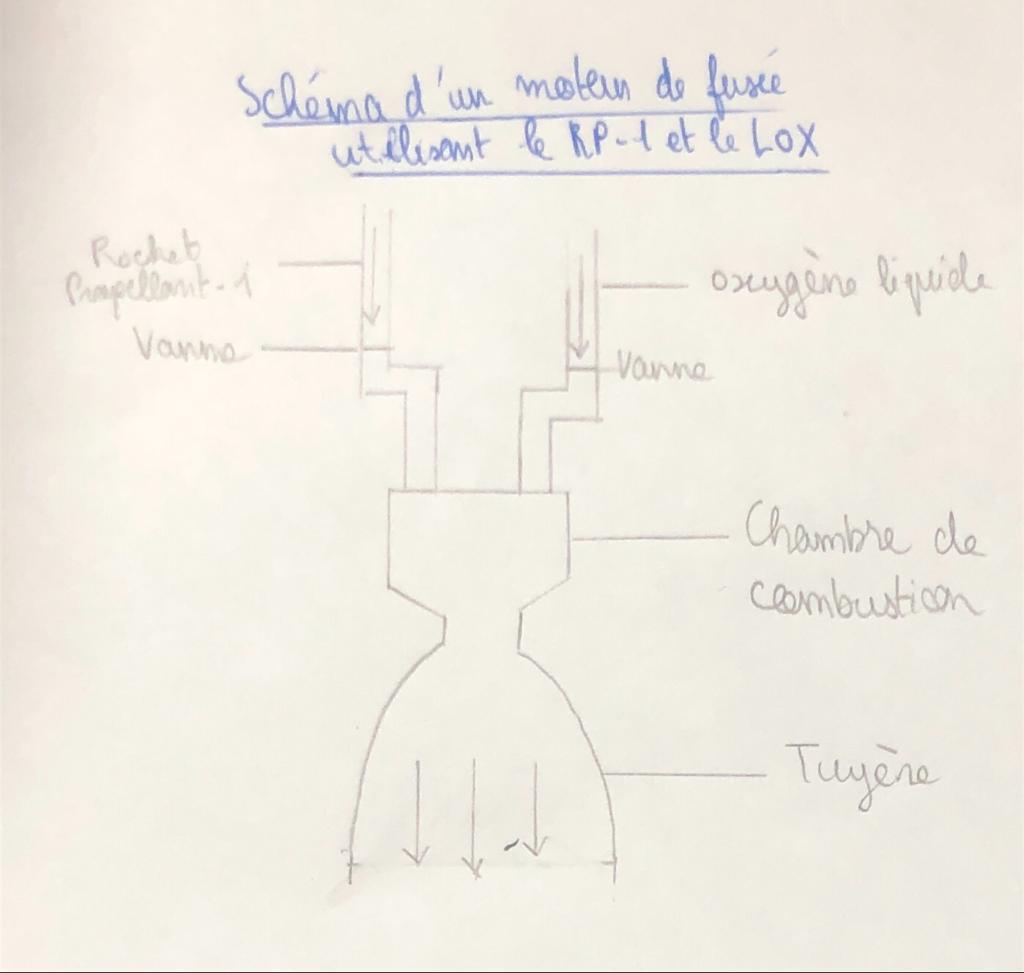 Schéma d'un moteur de fusée
utilisant le RP-1 et le LOX
Rocket
Propellant-1
oxygène liquide
Vanne
Vanne
Chambre de
combustion
Tuyère